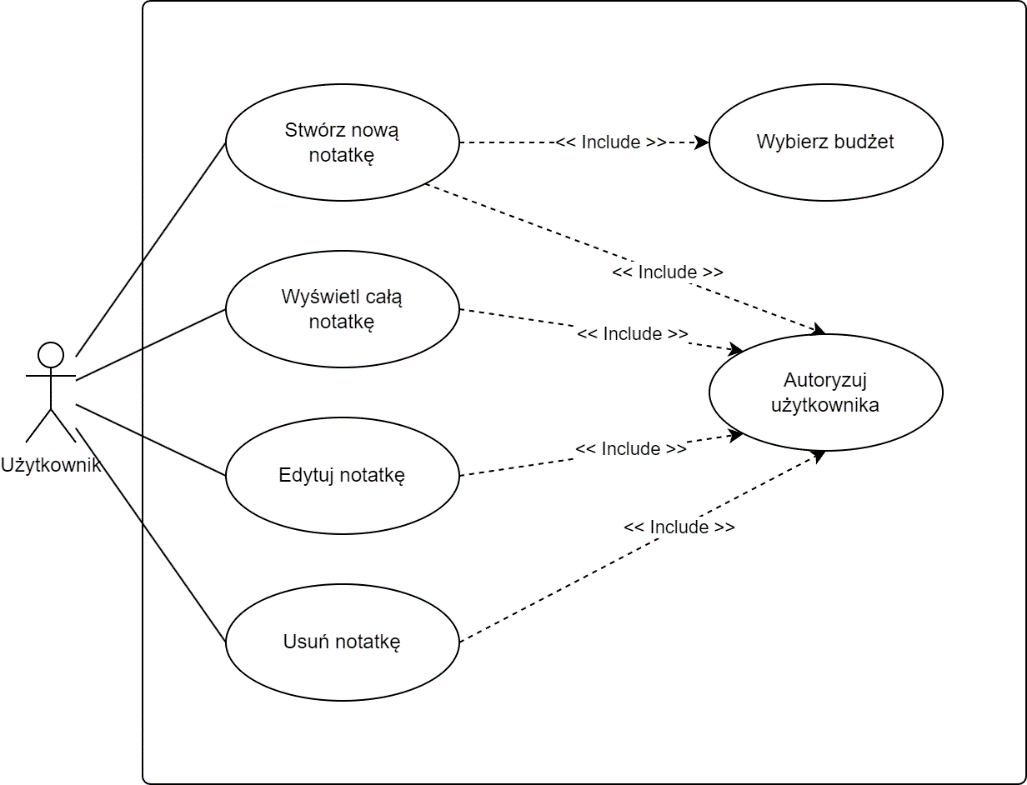 Stwórz nową
notatkę
<< Include >>
Wybierz budżet
<< Include >>
Wyświetl całą
notatkę
<< Include >>
Autoryzuj
użytkownika
Użytkownik
Edytuj notatkę
<< Include >>
<< Include >>
Usuń notatkę